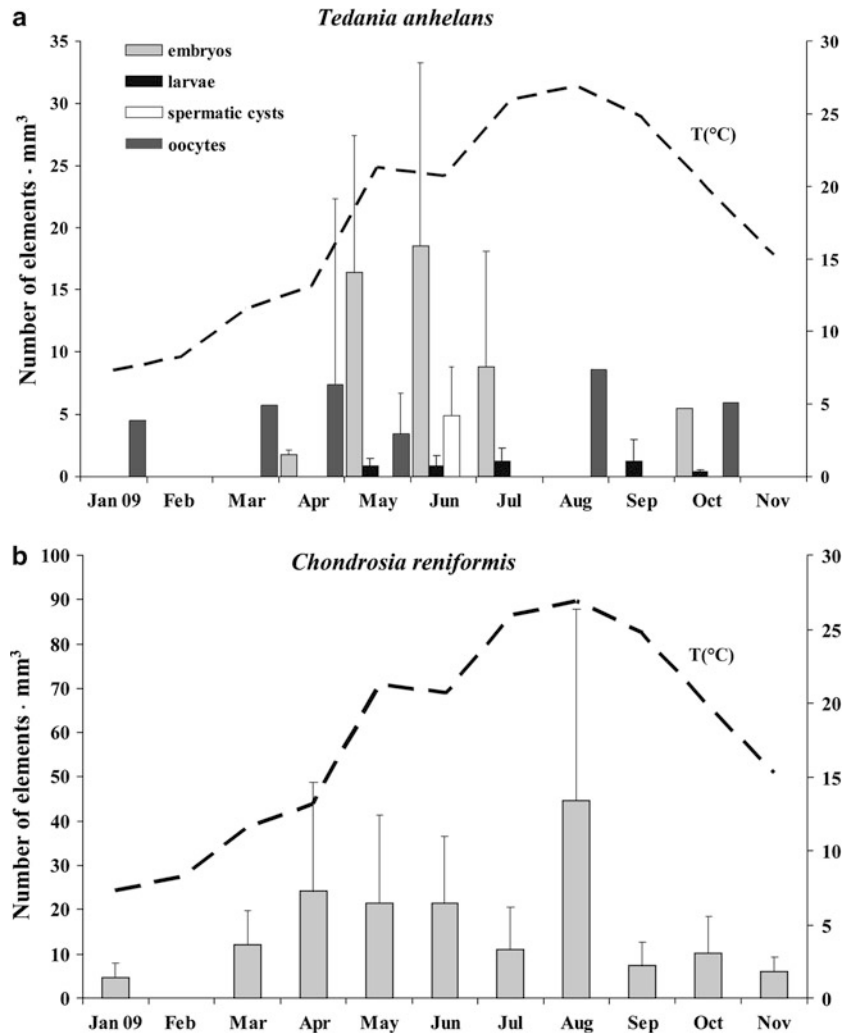 a
Tedania anhelans
embryos
larvae
spermatic cysts
oocytes
T(°C)
Number of elements · mm³
35
30
25
20
15
10
5
0
30
25
20
15
10
5
0
Jan 09 Feb Mar Apr May Jun Jul Aug Sep Oct Nov
b
Chondrosia reniformis
T(°C)
Number of elements · mm³
100
90
80
70
60
50
40
30
20
10
0
30
25
20
15
10
5
0
Jan 09 Feb Mar Apr May Jun Jul Aug Sep Oct Nov